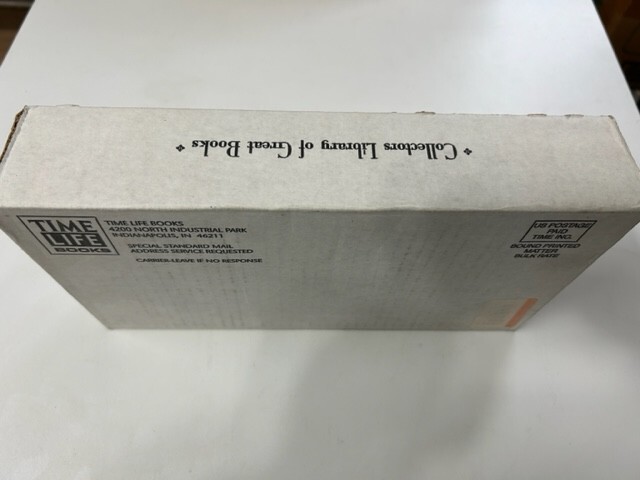 ❖ Collectors Library of Great Books ❖
TIME
LIFE
BOOKS
TIME LIFE BOOKS
4200 NORTH INDUSTRIAL PARK
INDIANAPOLIS, IN 46211
SPECIAL STANDARD MAIL
ADDRESS SERVICE REQUESTED
CARRIER-LEAVE IF NO RESPONSE
US POSTAGE
PAID
TIME INC.
BOUND PRINTED
MATTER
BULK RATE